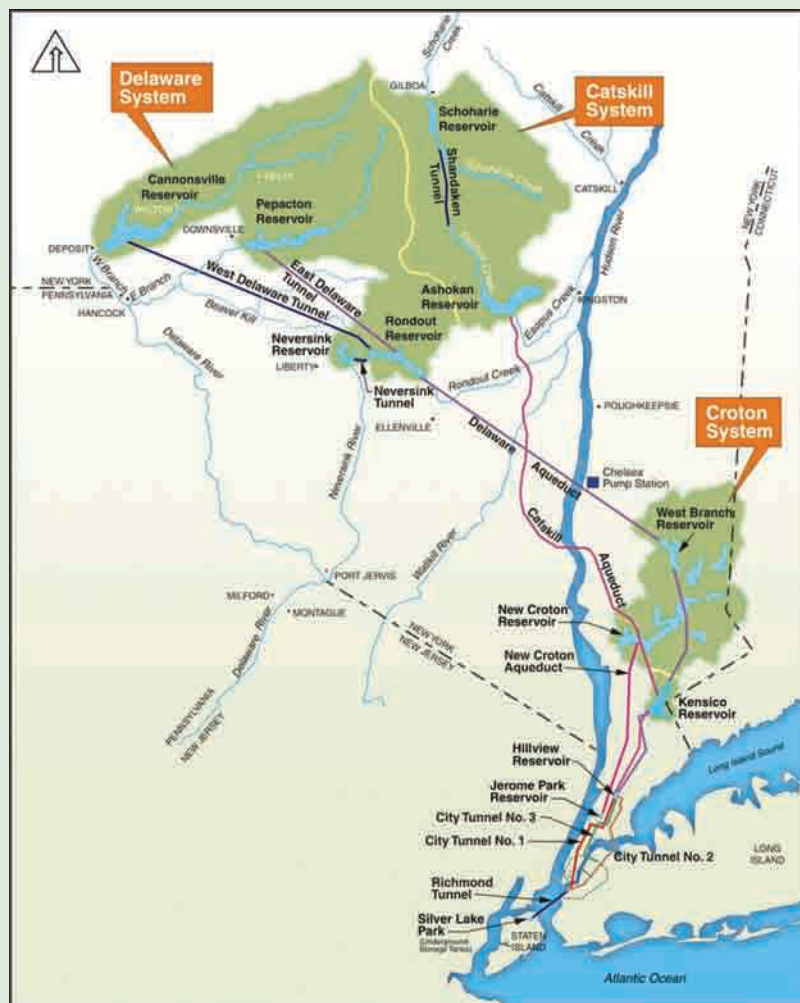 Schoharie
Creek
GILBOA
Delaware
System
Catskill
System
Schoharie
Reservoir
Catskill
Creek
Shandaken
Tunnel
Cannonsville
Reservoir
WALTON
Pepacton
Reservoir
CATSKILL
NEW YORK
CONNECTICUT
DOWNSVILLE
DEPOSIT
W. Branch
E. Branch
NEW YORK
PENNSYLVANIA
HANCOCK
East Delaware
Tunnel
West Delaware Tunnel
Beaver Kill
Ashokan
Reservoir
Hudson River
KINGSTON
Esopus Creek
Rondout
Reservoir
Neversink
Reservoir
LIBERTY
Neversink
Tunnel
Rondout Creek
Delaware River
ELLENVILLE
POUGHKEEPSIE
Croton
System
Delaware
Aqueduct
Chelsea
Pump Station
Neversink River
Catskill
Aqueduct
Wallkill River
West Branch
Reservoir
PORT JERVIS
MILFORD
MONTAGUE
Delaware River
NEW YORK
NEW JERSEY
New Croton
Reservoir
New Croton
Aqueduct
PENNSYLVANIA
NEW JERSEY
Kensico
Reservoir
Hillview
Reservoir
Long Island Sound
Jerome Park
Reservoir
City Tunnel No. 3
City Tunnel No. 1
City Tunnel No. 2
LONG
ISLAND
Richmond
Tunnel
Silver Lake
Park
(Underground
Storage Tanks)
STATEN
ISLAND
Atlantic Ocean